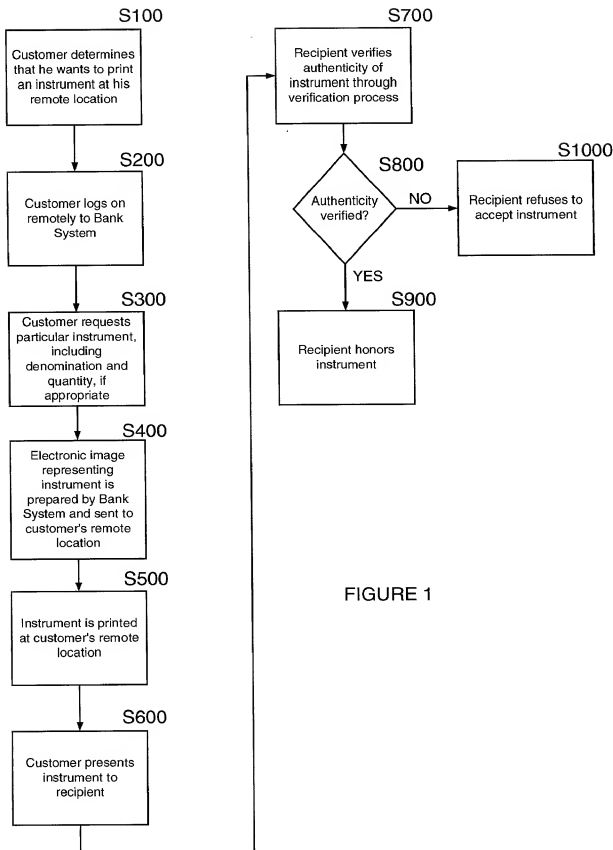 S100
Customer determines
that he wants to print
an instrument at his
remote location
S200
Customer logs on
remotely to Bank
System
S300
Customer requests
particular instrument,
including
denomination and
quantity, if
appropriate
S400
Electronic image
representing
instrument is
prepared by Bank
System and sent to
customer's remote
location
S500
Instrument is printed
at customer's remote
location
S600
Customer presents
instrument to
recipient
S700
Recipient verifies
authenticity of
instrument through
verification process
S800
Authenticity
verified?
NO
YES
S1000
Recipient refuses to
accept instrument
S900
Recipient honors
instrument
FIGURE 1